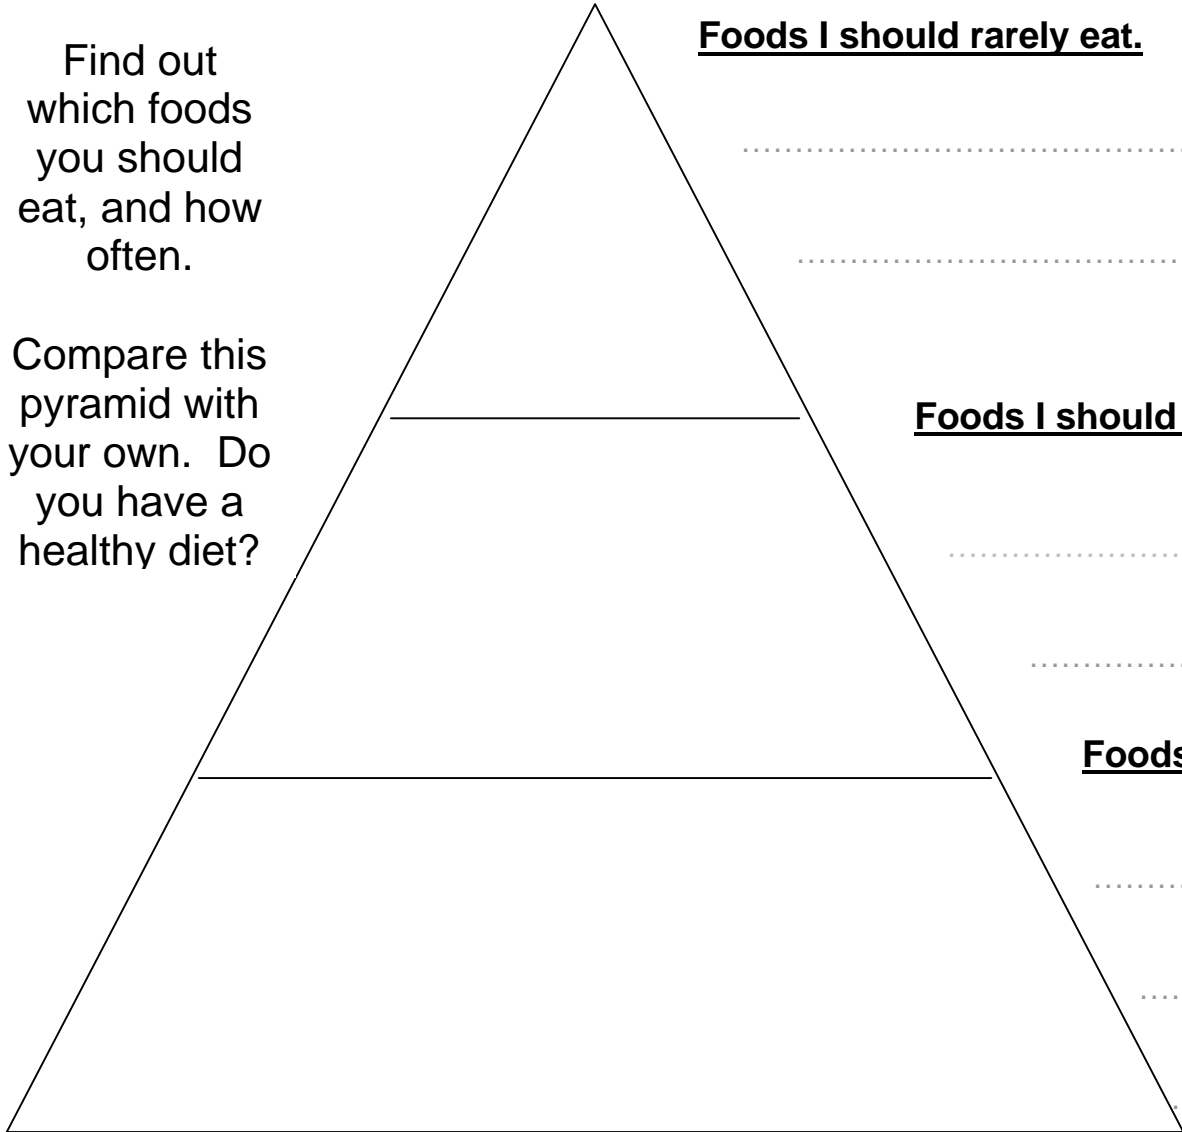 Find out
which foods
you should
eat, and how
often.
Compare this
pyramid with
your own. Do
you have a
healthy diet?
Foods I should rarely eat.
Foods I should
Foods